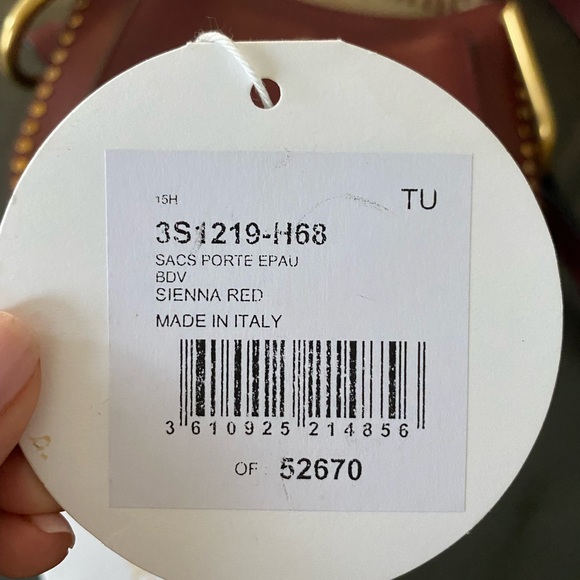 15H
TU
3S1219-H68
SACS PORTE EPAU
BDV
SIENNA RED
MADE IN ITALY
3 610925 214856
OF 52670